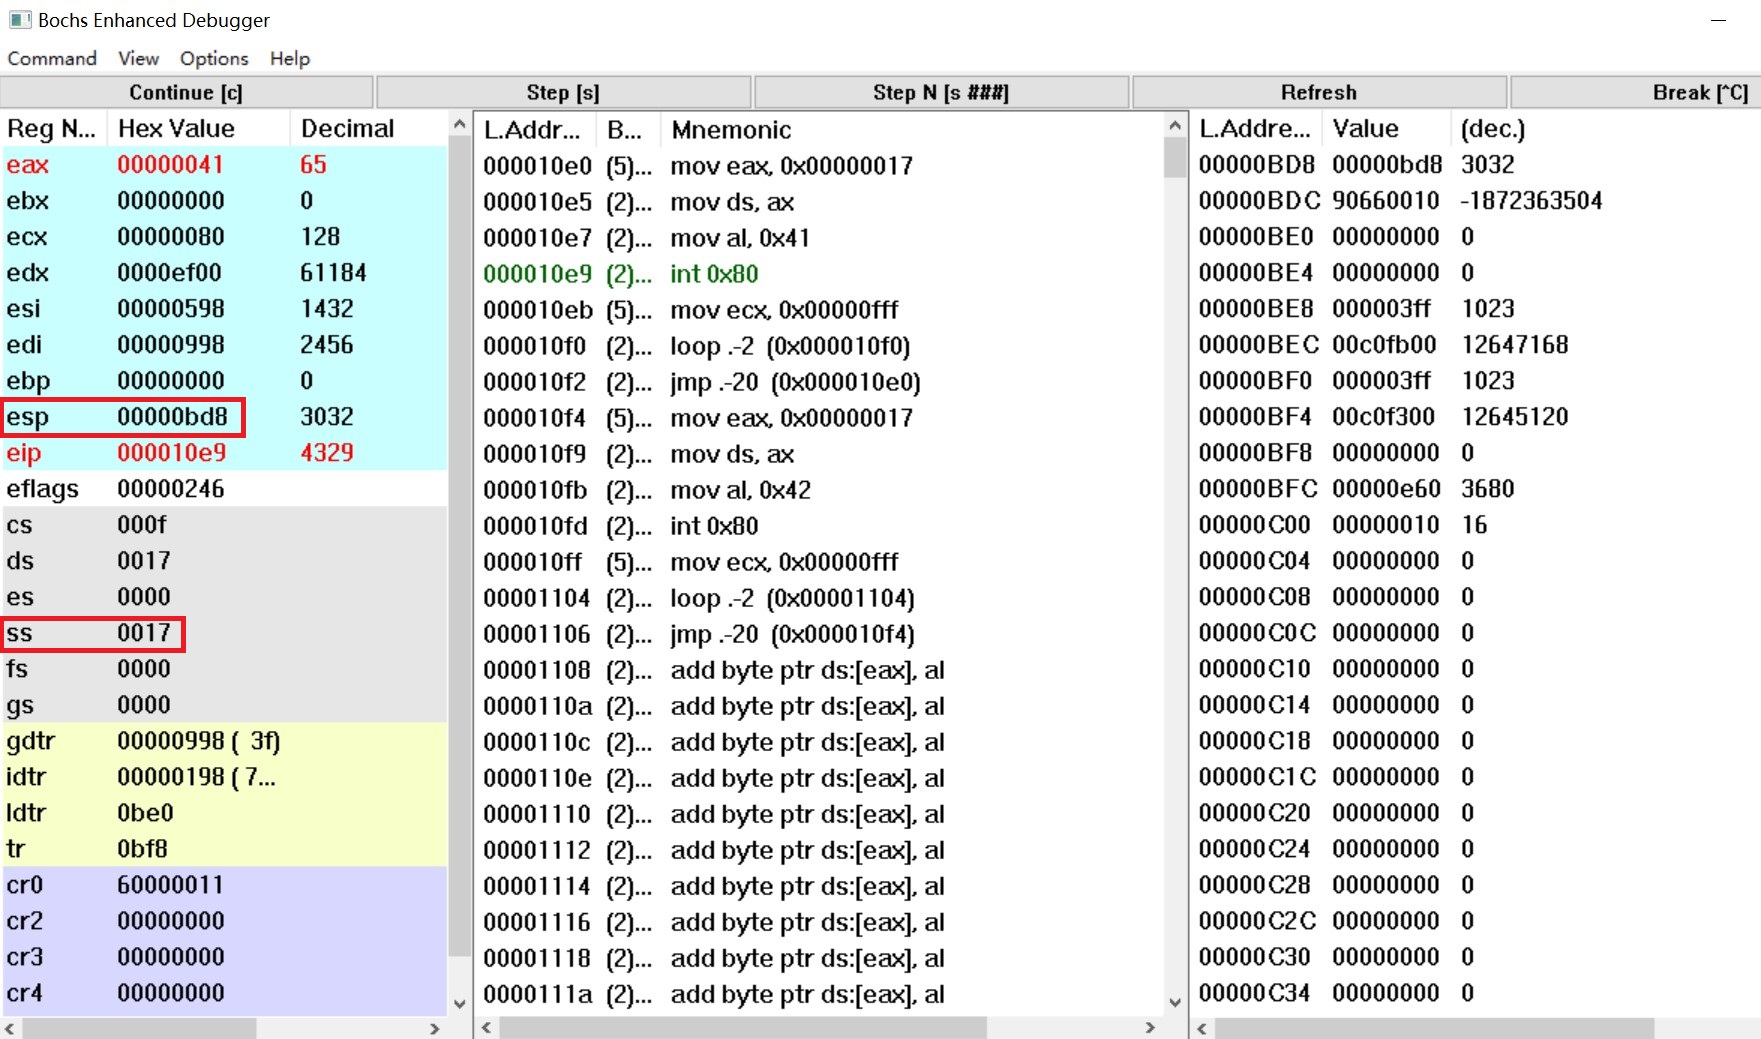 Bochs Enhanced Debugger
Command View Options Help
Continue [c] Step [s] Step N [s ###] Refresh Break [^C]
Reg N... Hex Value Decimal
eax 00000041 65
ebx 00000000 0
ecx 00000080 128
edx 0000ef00 61184
esi 00000598 1432
edi 00000998 2456
ebp 00000000 0
esp 00000bd8 3032
eip 000010e9 4329
eflags 00000246
cs 000f
ds 0017
es 0000
ss 0017
fs 0000
gs 0000
gdtr 00000998 ( 3f)
idtr 00000198 ( 7...
ldtr 0be0
tr 0bf8
cr0 60000011
cr2 00000000
cr3 00000000
cr4 00000000
L.Addr... B... Mnemonic
000010e0 (5)... mov eax, 0x00000017
000010e5 (2)... mov ds, ax
000010e7 (2)... mov al, 0x41
000010e9 (2)... int 0x80
000010eb (5)... mov ecx, 0x00000fff
000010f0 (2)... loop .-2 (0x000010f0)
000010f2 (2)... jmp .-20 (0x000010e0)
000010f4 (5)... mov eax, 0x00000017
000010f9 (2)... mov ds, ax
000010fb (2)... mov al, 0x42
000010fd (2)... int 0x80
000010ff (5)... mov ecx, 0x00000fff
00001104 (2)... loop .-2 (0x00001104)
00001106 (2)... jmp .-20 (0x000010f4)
00001108 (2)... add byte ptr ds:[eax], al
0000110a (2)... add byte ptr ds:[eax], al
0000110c (2)... add byte ptr ds:[eax], al
0000110e (2)... add byte ptr ds:[eax], al
00001110 (2)... add byte ptr ds:[eax], al
00001112 (2)... add byte ptr ds:[eax], al
00001114 (2)... add byte ptr ds:[eax], al
00001116 (2)... add byte ptr ds:[eax], al
00001118 (2)... add byte ptr ds:[eax], al
0000111a (2)... add byte ptr ds:[eax], al
L.Addre... Value (dec.)
00000BD8 00000bd8 3032
00000BDC 90660010 -1872363504
00000BE0 00000000 0
00000BE4 00000000 0
00000BE8 000003ff 1023
00000BEC 00c0fb00 12647168
00000BF0 000003ff 1023
00000BF4 00c0f300 12645120
00000BF8 00000000 0
00000BFC 00000e60 3680
00000C00 00000010 16
00000C04 00000000 0
00000C08 00000000 0
00000C0C 00000000 0
00000C10 00000000 0
00000C14 00000000 0
00000C18 00000000 0
00000C1C 00000000 0
00000C20 00000000 0
00000C24 00000000 0
00000C28 00000000 0
00000C2C 00000000 0
00000C30 00000000 0
00000C34 00000000 0